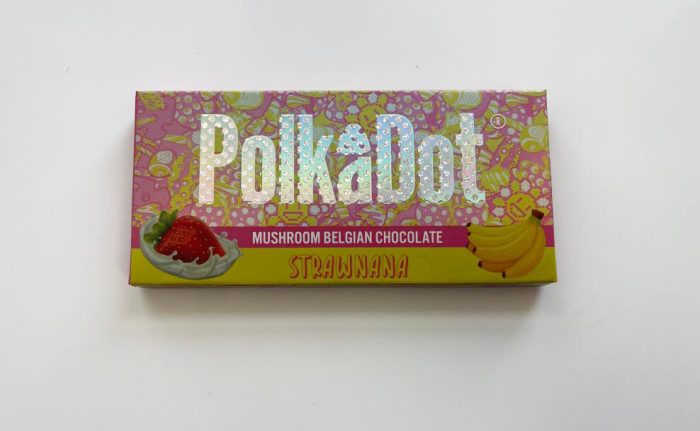 PolkaDot
MUSHROOM BELGIAN CHOCOLATE
STRAWNANA